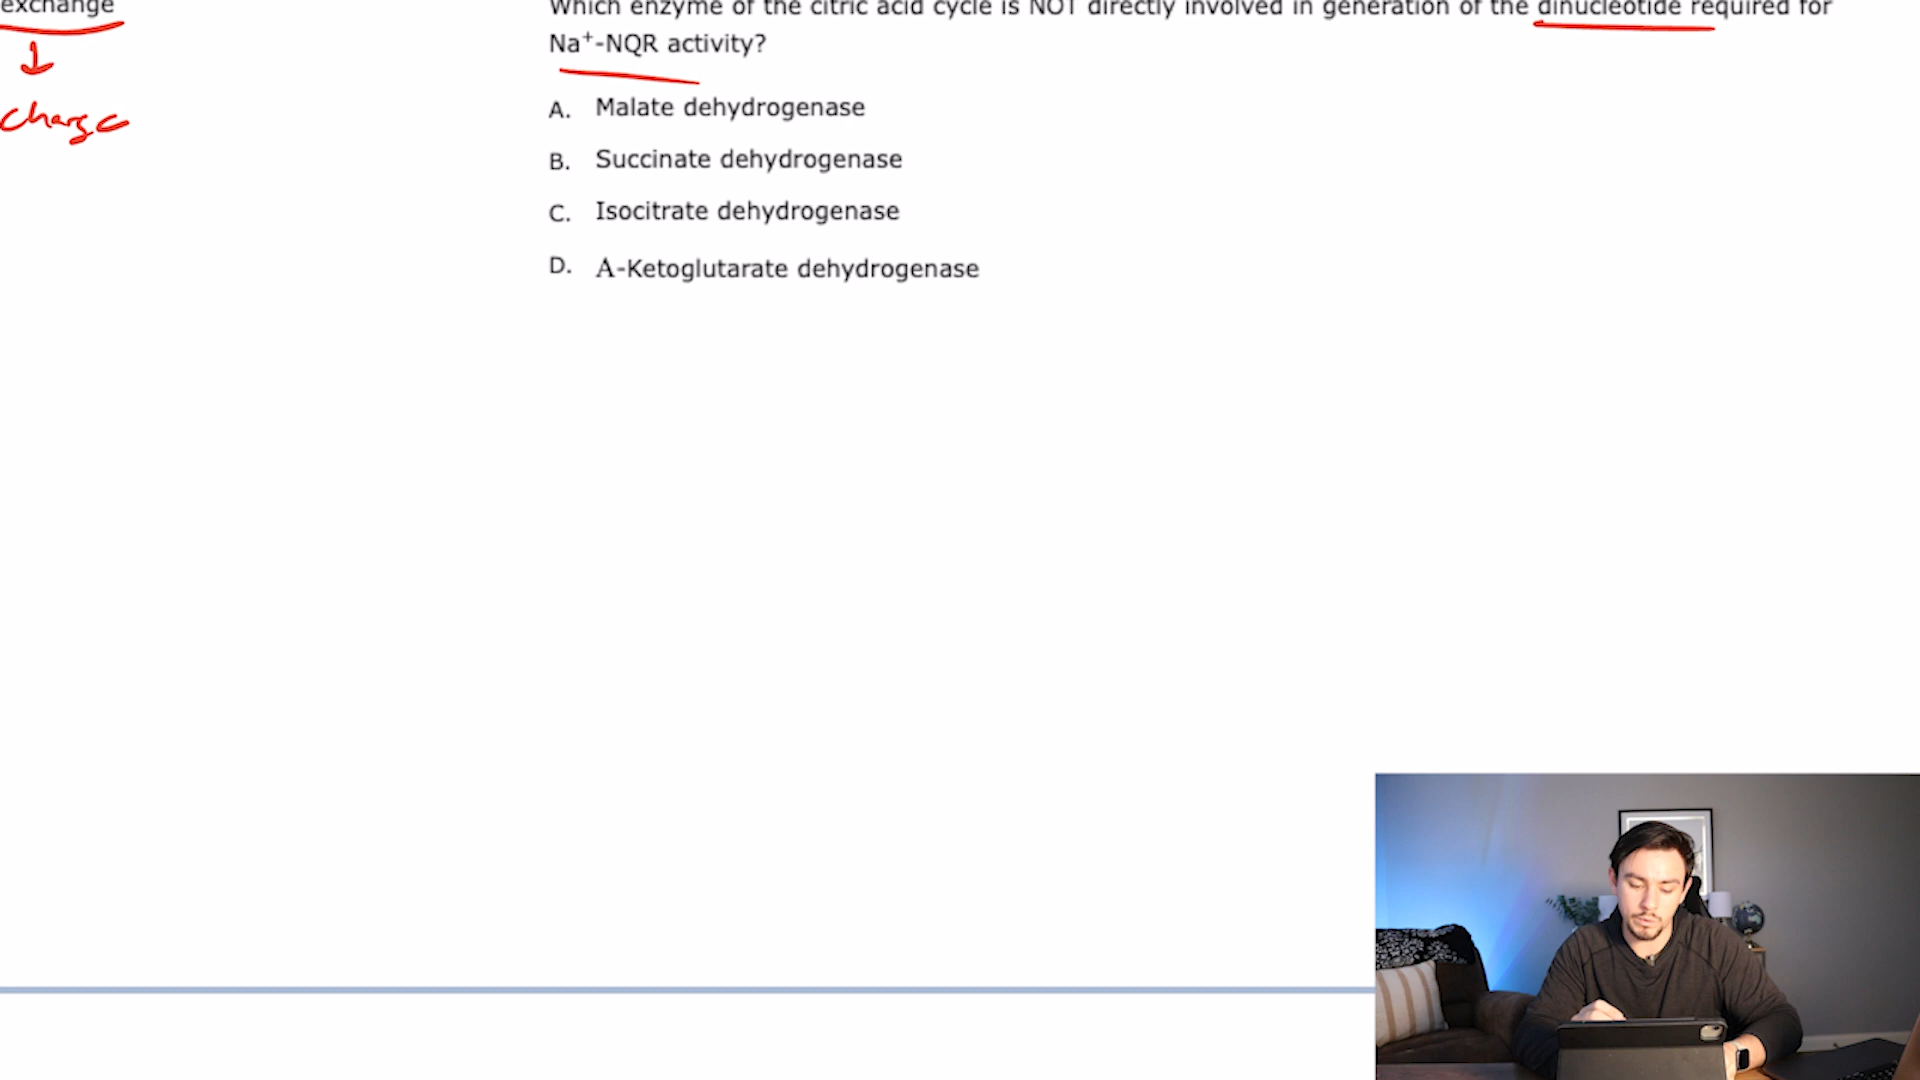 exchange
charge
Which enzyme of the citric acid cycle is NOT directly involved in generation of the dinucleotide required for
Na⁺-NQR activity?
A. Malate dehydrogenase
B. Succinate dehydrogenase
C. Isocitrate dehydrogenase
D. A-Ketoglutarate dehydrogenase